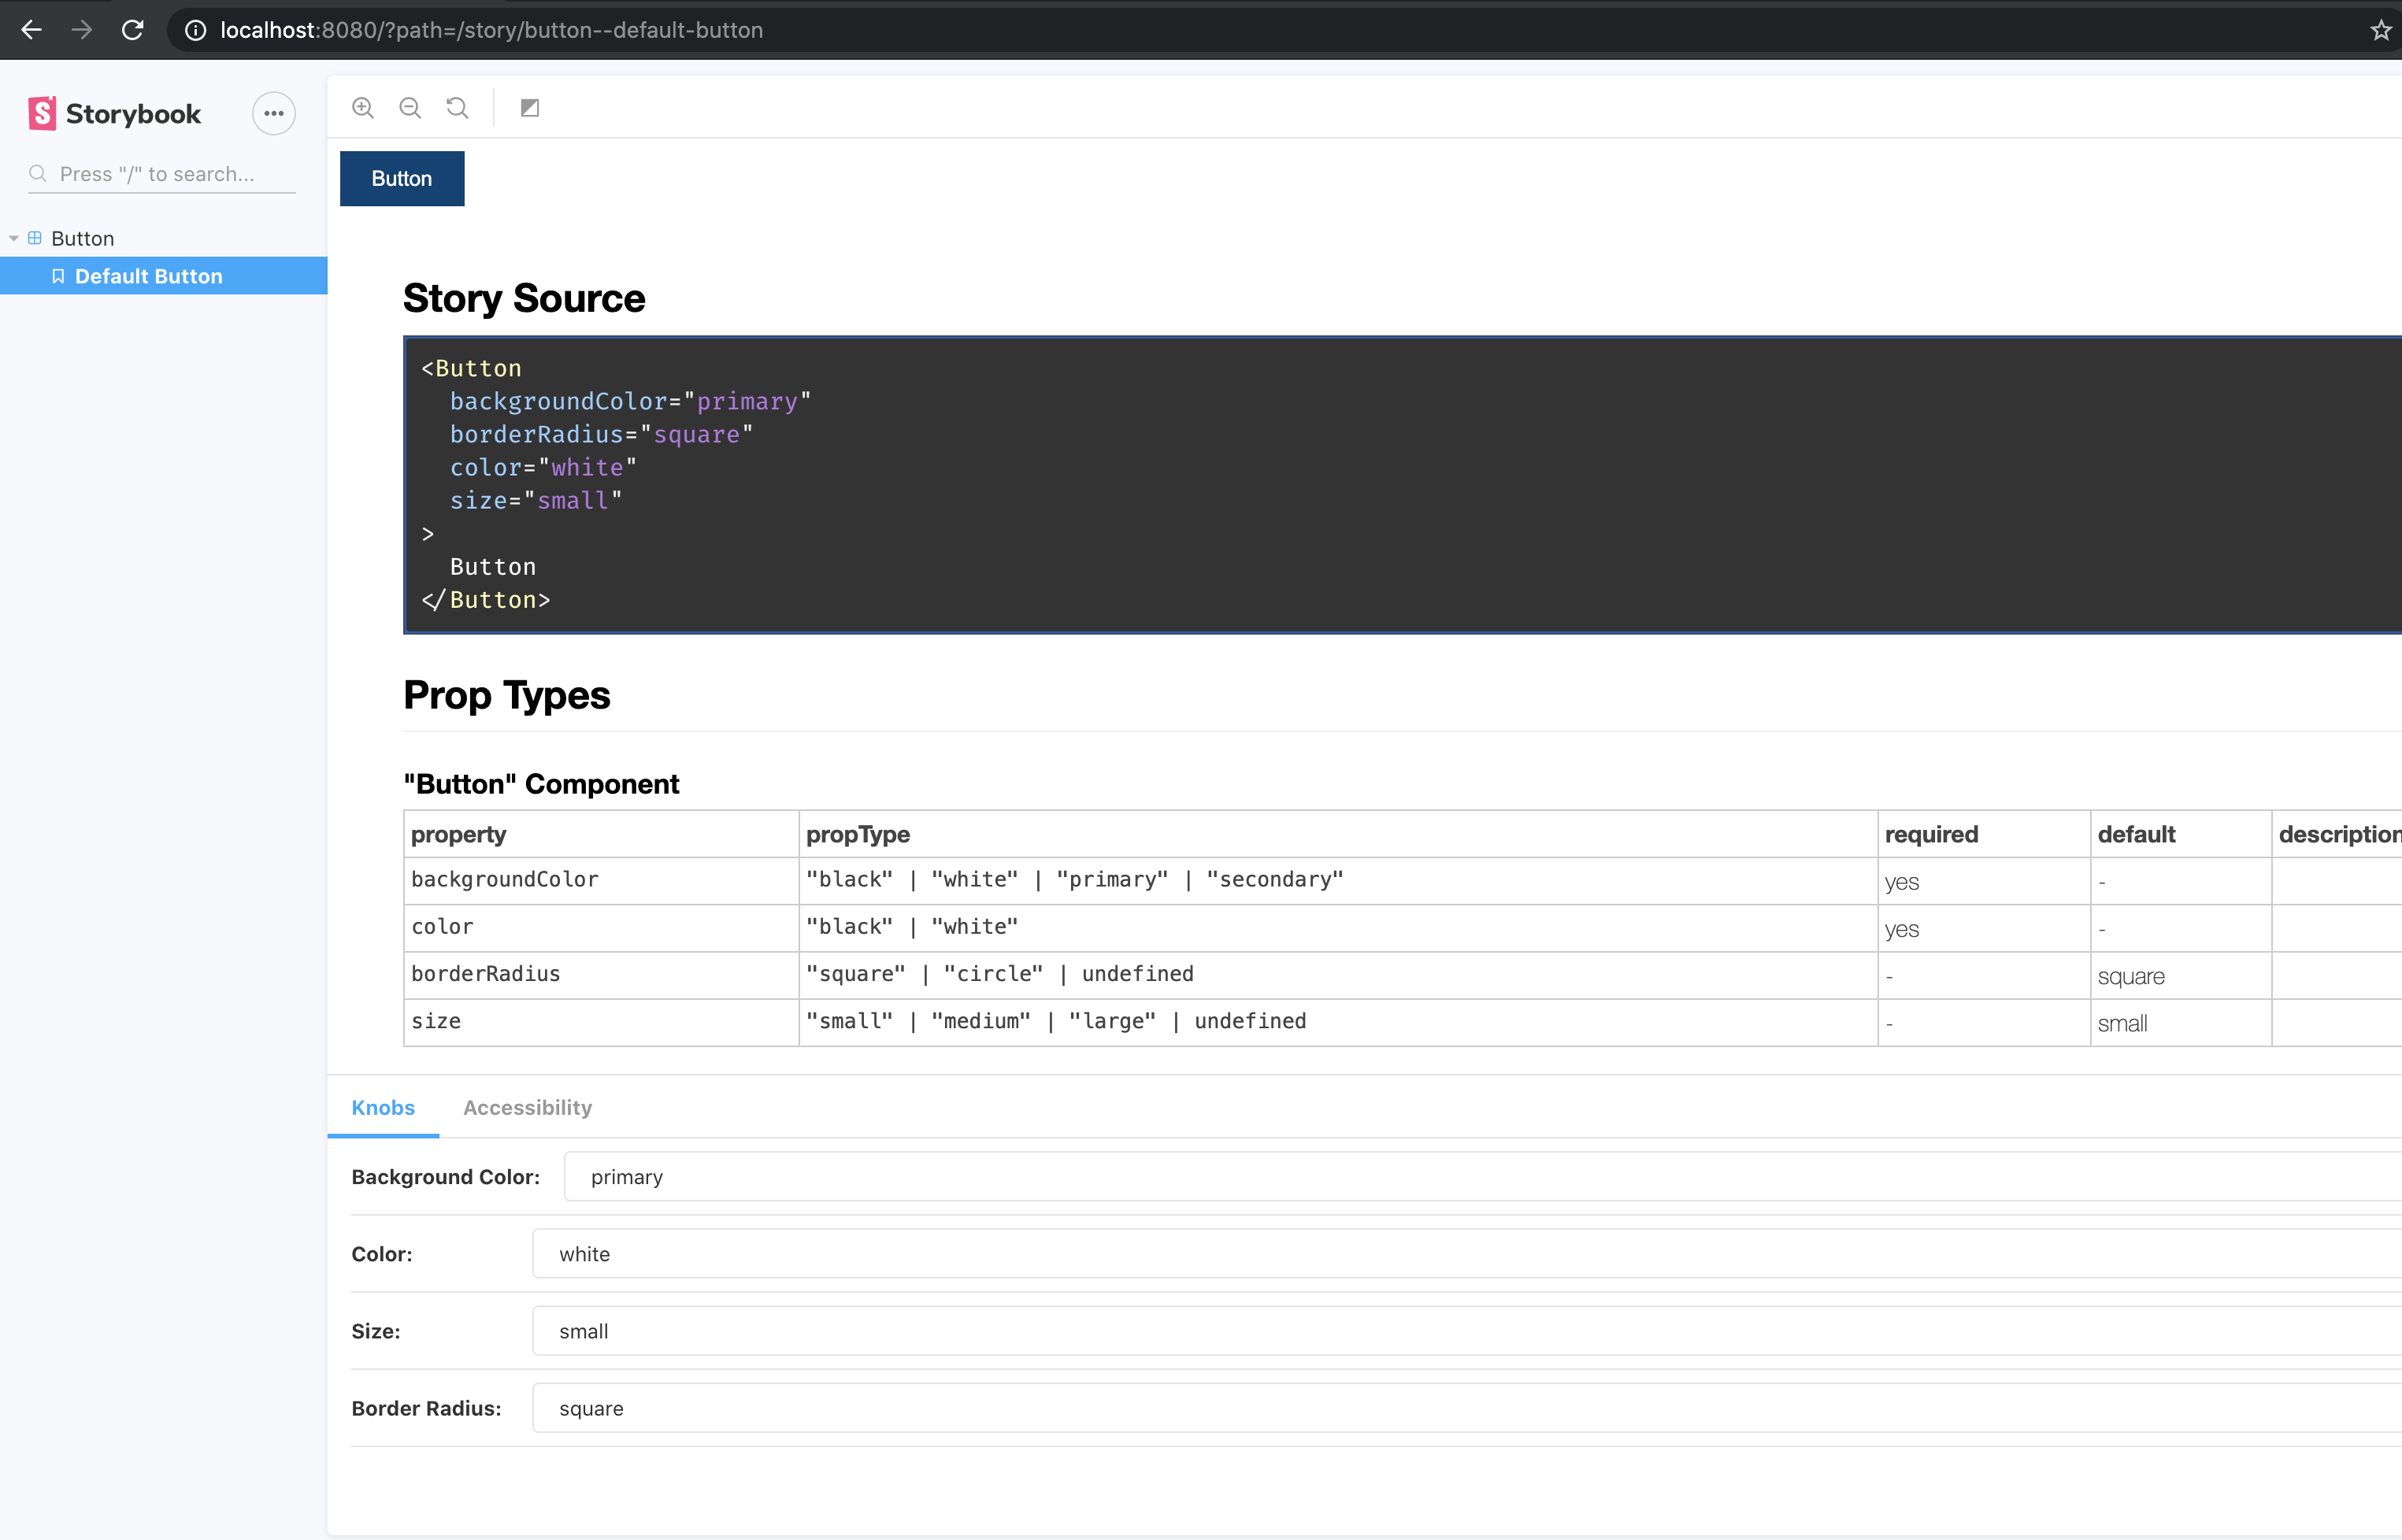 localhost:8080/?path=/story/button--default-button
Storybook
Press "/" to search...
Button
Default Button
Button
Story Source
<Button
backgroundColor="primary"
borderRadius="square"
color="white"
size="small"
>
Button
</Button>
Prop Types
"Button" Component
property propType required default description
backgroundColor "black" | "white" | "primary" | "secondary" yes -
color "black" | "white" yes -
borderRadius "square" | "circle" | undefined - square
size "small" | "medium" | "large" | undefined - small
Knobs Accessibility
Background Color: primary
Color: white
Size: small
Border Radius: square